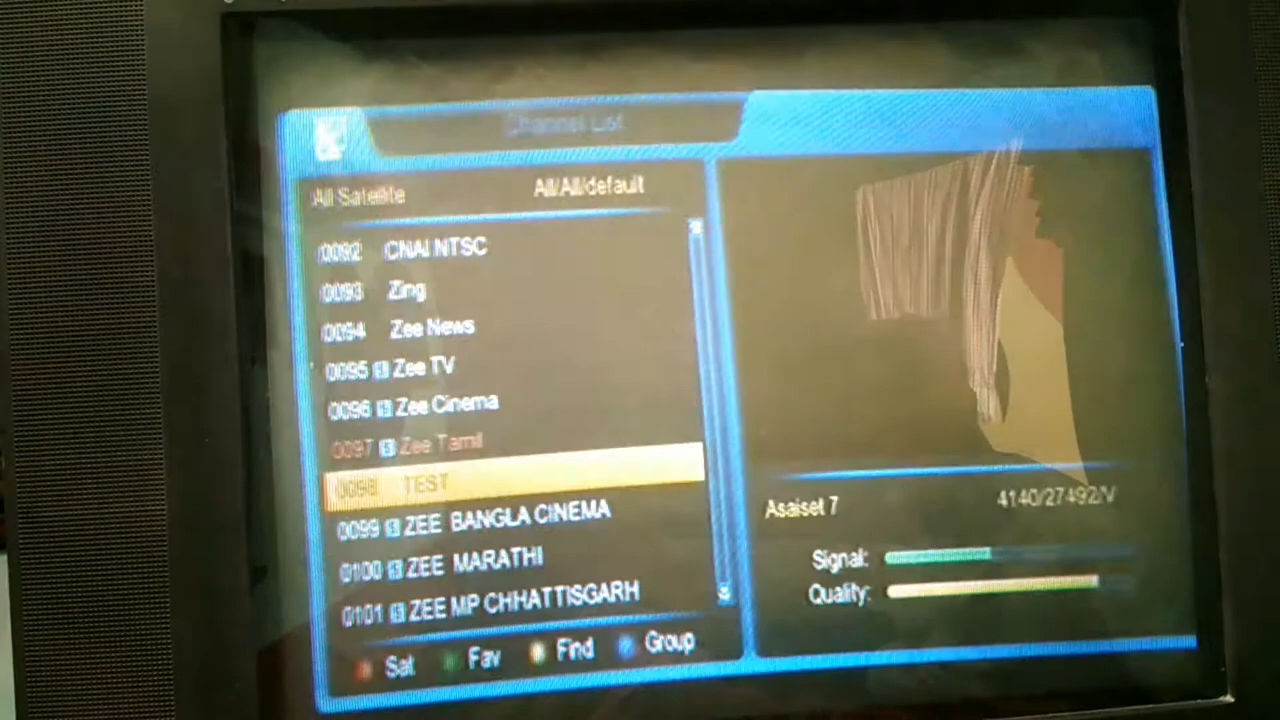 Channel List
All Satellite All/All/default
0092 CNAI NTSC
0093 Zing
0094 Zee News
0095 $ Zee TV
0096 $ Zee Cinema
0097 $ Zee Tamil
0098 TEST
0099 $ ZEE BANGLA CINEMA
0100 $ ZEE MARATHI
0101 $ ZEE MP CHHATTISGARH
Sat Fav Find Group
Asaiset 7 4140/27492/V
Signal:
Quality: